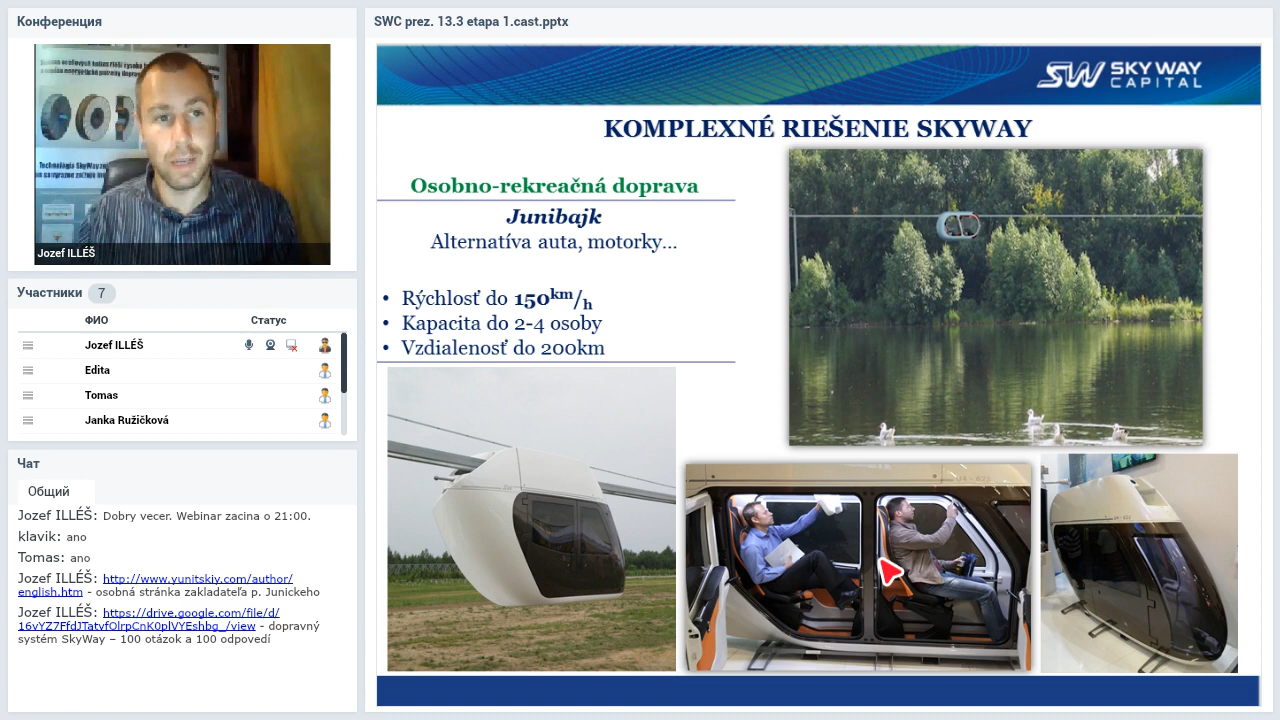 Конференция
Jozef ILLÉŠ
Участники 7
ФИО Статус
Jozef ILLÉŠ
Edita
Tomas
Janka Ružičková
Чат
Общий
Jozef ILLÉŠ: Dobry vecer. Webinar zacina o 21:00.
klavik: ano
Tomas: ano
Jozef ILLÉŠ: http://www.yunitskiy.com/author/
english.htm - osobná stránka zakladateľa p. Junickeho
Jozef ILLÉŠ: https://drive.google.com/file/d/
16vYZ7FfdJTatvfOlrpCnK0plVYEshbg_/view - dopravný
systém SkyWay – 100 otázok a 100 odpovedí
SWC prez. 13.3 etapa 1.cast.pptx
SW SKY WAY
CAPITAL
KOMPLEXNÉ RIEŠENIE SKYWAY
Osobno-rekreačná doprava
Junibajk
Alternatíva auta, motorky...
• Rýchlosť do 150km/h
• Kapacita do 2-4 osoby
• Vzdialenosť do 200km